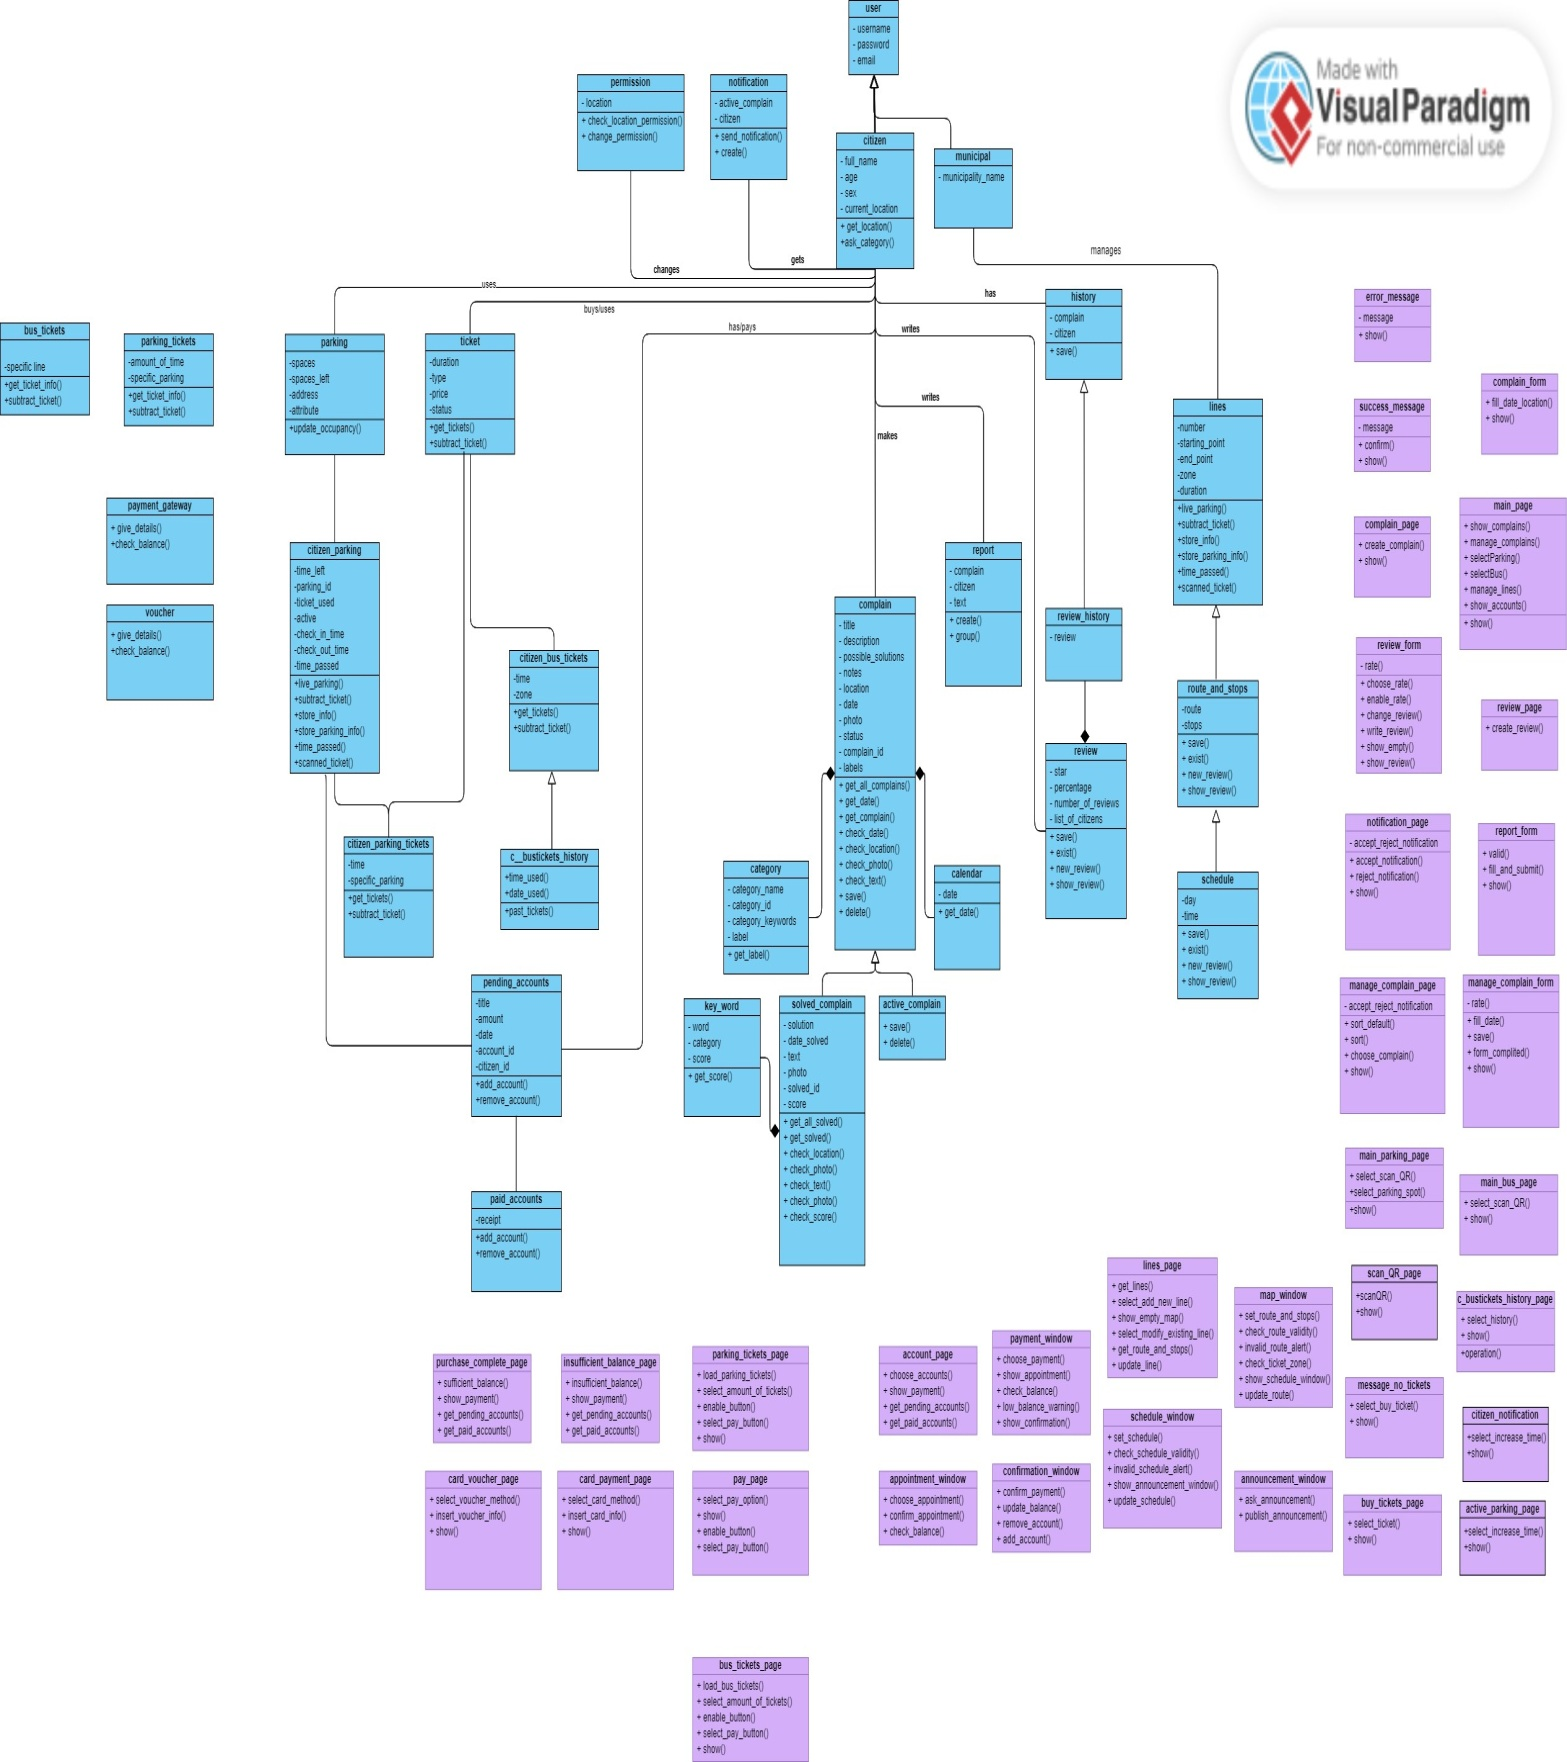 user
- username
- password
- email
Made with
VisualParadigm
For non-commercial use
permission
- location
+ check_location_permission()
+ change_permission()
notification
- active_complain
- citizen
+ send_notification()
+ create()
citizen
- full_name
- age
- sex
- current_location
+ get_location()
+ask_category()
municipal
- municipality_name
manages
gets
changes
uses
buys/uses
has
has/pays
writes
writes
makes
history
- complain
- citizen
+ save()
bus_tickets
-specific line
+get_ticket_info()
+subtract_ticket()
parking_tickets
-amount_of_time
-specific_parking
+get_ticket_info()
+subtract_ticket()
parking
-spaces
-spaces_left
-address
-attribute
+update_occupancy()
ticket
-duration
-type
-price
-status
+get_tickets()
+subtract_ticket()
lines
-number
-starting_point
-end_point
-zone
-duration
+live_parking()
+subtract_ticket()
+store_info()
+store_parking_info()
+time_passed()
+scanned_ticket()
error_message
- message
+ show()
complain_form
+ fill_date_location()
+ show()
success_message
- message
+ confirm()
+ show()
payment_gateway
+ give_details()
+check_balance()
voucher
+ give_details()
+check_balance()
citizen_parking
-time_left
-parking_id
-ticket_used
-active
-check_in_time
-check_out_time
-time_passed
+live_parking()
+subtract_ticket()
+store_info()
+store_parking_info()
+time_passed()
+scanned_ticket()
citizen_bus_tickets
-time
-zone
+get_tickets()
+subtract_ticket()
complain
- title
- description
- possible_solutions
- notes
- location
- date
- photo
- status
- complain_id
- labels
+ get_all_complains()
+ get_date()
+ get_complain()
+ check_date()
+ check_location()
+ check_photo()
+ check_text()
+ save()
+ delete()
report
- complain
- citizen
- text
+ create()
+ group()
review_history
- review
review
- star
- percentage
- number_of_reviews
- list_of_citizens
+ save()
+ exist()
+ new_review()
+ show_review()
route_and_stops
-route
-stops
+ save()
+ exist()
+ new_review()
+ show_review()
schedule
-day
-time
+ save()
+ exist()
+ new_review()
+ show_review()
complain_page
+ create_complain()
+ show()
main_page
+ show_complains()
+ manage_complains()
+ selectParking()
+ selectBus()
+ manage_lines()
+ show_accounts()
+ show()
review_form
- rate()
+ choose_rate()
+ enable_rate()
+ change_review()
+ write_review()
+ show_empty()
+ show_review()
review_page
+ create_review()
notification_page
- accept_reject_notification
+ accept_notification()
+ reject_notification()
+ show()
report_form
+ valid()
+ fill_and_submit()
+ show()
citizen_parking_tickets
-time
-specific_parking
+get_tickets()
+subtract_ticket()
c__bustickets_history
+time_used()
+date_used()
+past_tickets()
category
- category_name
- category_id
- category_keywords
- label
+ get_label()
calendar
- date
+ get_date()
pending_accounts
-title
-amount
-date
-account_id
-citizen_id
+add_account()
+remove_account()
key_word
- word
- category
- score
+ get_score()
solved_complain
- solution
- date_solved
- text
- photo
- solved_id
- score
+ get_all_solved()
+ get_solved()
+ check_location()
+ check_photo()
+ check_text()
+ check_photo()
+ check_score()
active_complain
+ save()
+ delete()
manage_complain_page
- accept_reject_notification
+ sort_default()
+ sort()
+ choose_complain()
+ show()
manage_complain_form
- rate()
+ fill_date()
+ save()
+ form_complited()
+ show()
paid_accounts
-receipt
+add_account()
+remove_account()
main_parking_page
+ select_scan_QR()
+select_parking_spot()
+show()
main_bus_page
+ select_scan_QR()
+ show()
scan_QR_page
+scanQR()
+show()
c_bustickets_history_page
+ select_history()
+ show()
+operation()
lines_page
+ get_lines()
+ select_add_new_line()
+ show_empty_map()
+ select_modify_existing_line()
+ get_route_and_stops()
+ update_line()
map_window
+ set_route_and_stops()
+ check_route_validity()
+ invalid_route_alert()
+ check_ticket_zone()
+ show_schedule_window()
+ update_route()
purchase_complete_page
+ sufficient_balance()
+ show_payment()
+ get_pending_accounts()
+ get_paid_accounts()
insufficient_balance_page
+ insufficient_balance()
+ show_payment()
+ get_pending_accounts()
+ get_paid_accounts()
parking_tickets_page
+ load_parking_tickets()
+ select_amount_of_tickets()
+ enable_button()
+ select_pay_button()
+ show()
account_page
+ choose_accounts()
+ show_payment()
+ get_pending_accounts()
+ get_paid_accounts()
payment_window
+ choose_payment()
+ show_appointment()
+ check_balance()
+ low_balance_warning()
+ show_confirmation()
message_no_tickets
+ select_buy_ticket()
+ show()
citizen_notification
+select_increase_time()
+show()
card_voucher_page
+ select_voucher_method()
+ insert_voucher_info()
+ show()
card_payment_page
+ select_card_method()
+ insert_card_info()
+ show()
pay_page
+ select_pay_option()
+ show()
+ enable_button()
+ select_pay_button()
appointment_window
+ choose_appointment()
+ confirm_appointment()
+ check_balance()
confirmation_window
+ confirm_payment()
+ update_balance()
+ remove_account()
+ add_account()
schedule_window
+ set_schedule()
+ check_schedule_validity()
+ invalid_schedule_alert()
+ show_announcement_window()
+ update_schedule()
announcement_window
+ ask_announcement()
+ publish_announcement()
buy_tickets_page
+ select_ticket()
+ show()
active_parking_page
+select_increase_time()
+show()
bus_tickets_page
+ load_bus_tickets()
+ select_amount_of_tickets()
+ enable_button()
+ select_pay_button()
+ show()